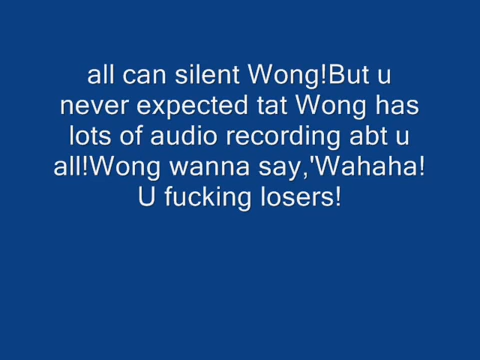 all can silent Wong!But u
never expected tat Wong has
lots of audio recording abt u
all!Wong wanna say,'Wahaha!
U fucking losers!